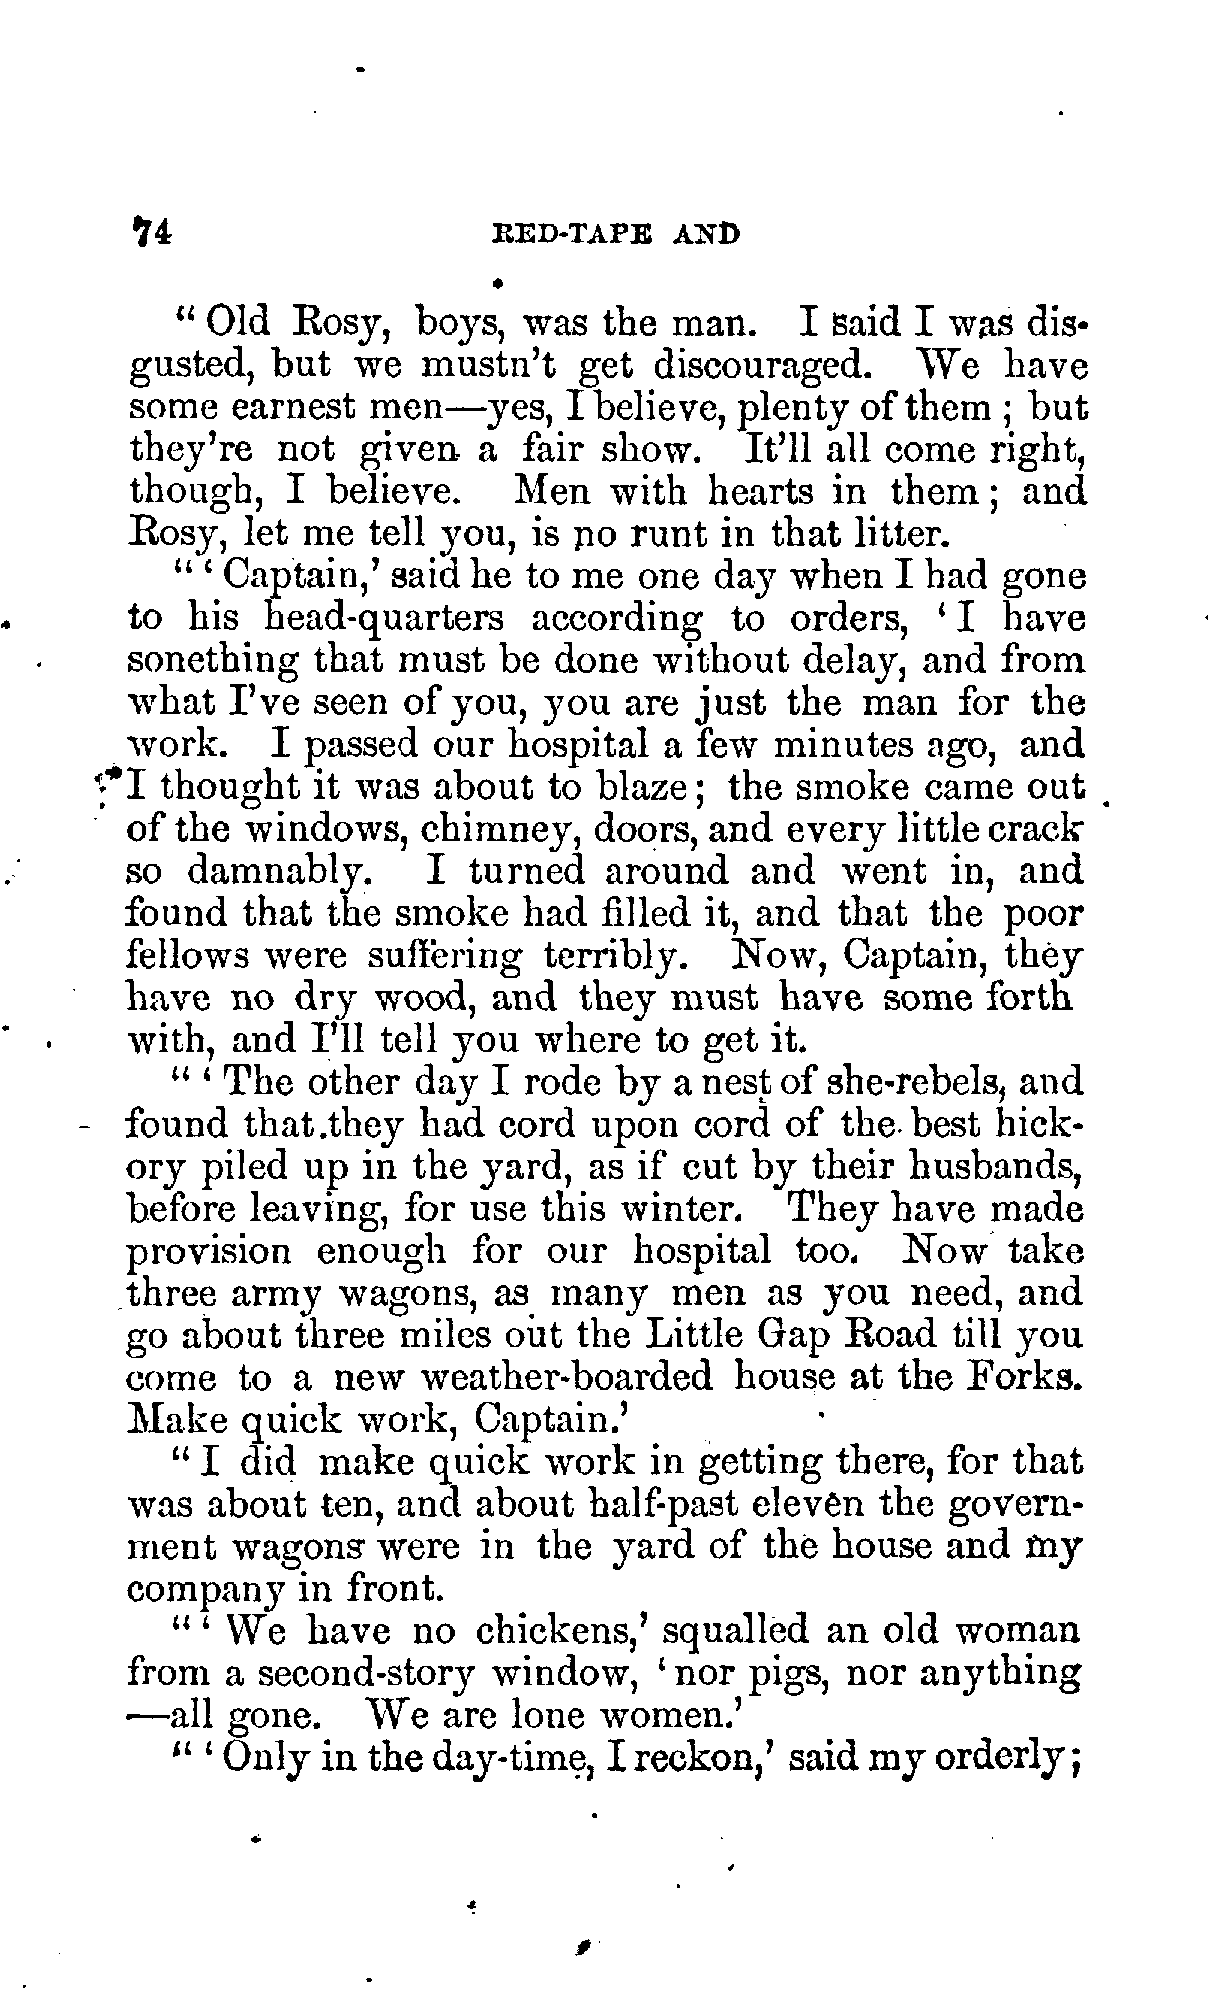 74 RED-TAPE AND
" Old Rosy, boys, was the man. I said I was dis-
gusted, but we mustn't get discouraged. We have
some earnest men—yes, I believe, plenty of them ; but
they're not given a fair show. It'll all come right,
though, I believe. Men with hearts in them ; and
Rosy, let me tell you, is no runt in that litter.
" ' Captain,' said he to me one day when I had gone
to his head-quarters according to orders, ' I have
sonething that must be done without delay, and from
what I've seen of you, you are just the man for the
work. I passed our hospital a few minutes ago, and
I thought it was about to blaze ; the smoke came out
of the windows, chimney, doors, and every little crack
so damnably. I turned around and went in, and
found that the smoke had filled it, and that the poor
fellows were suffering terribly. Now, Captain, they
have no dry wood, and they must have some forth
with, and I'll tell you where to get it.
" ' The other day I rode by a nest of she-rebels, and
found that they had cord upon cord of the best hick-
ory piled up in the yard, as if cut by their husbands,
before leaving, for use this winter. They have made
provision enough for our hospital too. Now take
three army wagons, as many men as you need, and
go about three miles out the Little Gap Road till you
come to a new weather-boarded house at the Forks.
Make quick work, Captain.'
" I did make quick work in getting there, for that
was about ten, and about half-past eleven the govern-
ment wagons were in the yard of the house and my
company in front.
" ' We have no chickens,' squalled an old woman
from a second-story window, ' nor pigs, nor anything
—all gone. We are lone women.'
" ' Only in the day-time, I reckon,' said my orderly ;